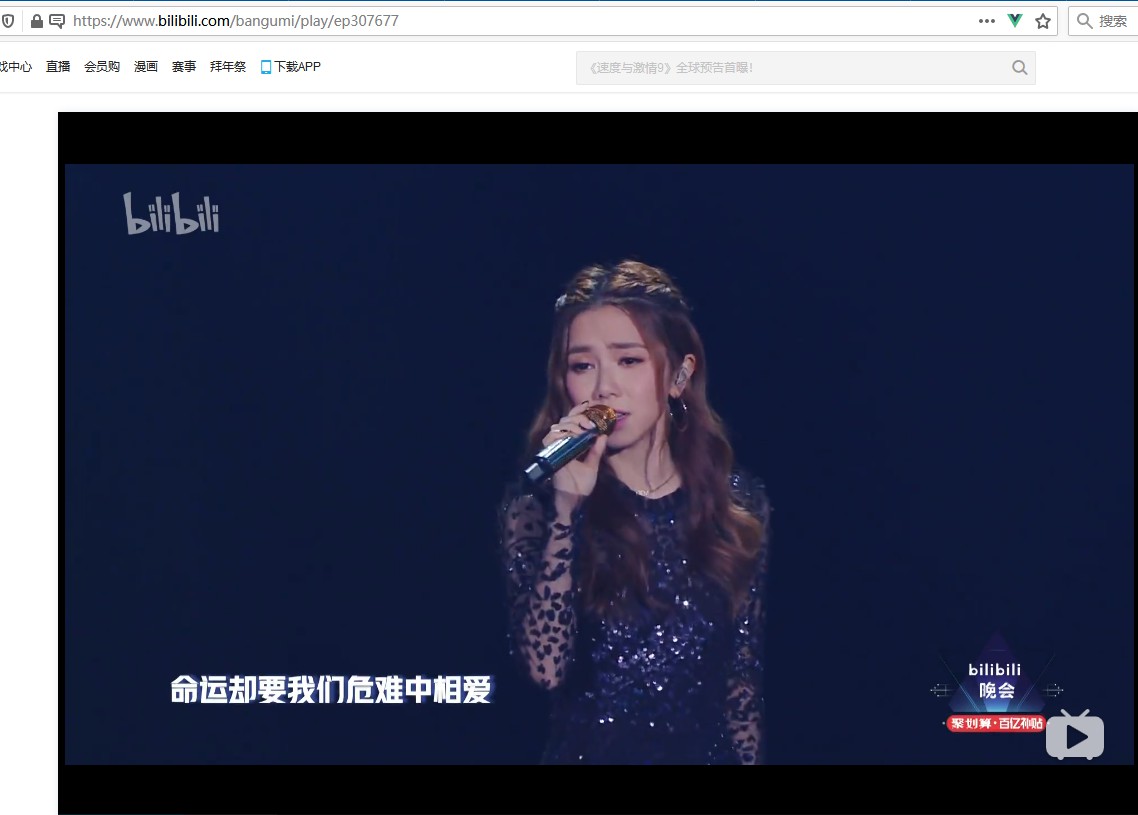 https://www.bilibili.com/bangumi/play/ep307677
搜索
戏中心 直播 会员购 漫画 赛事 拜年祭 下载APP
《速度与激情9》全球预告首曝!
bilibili
命运却要我们危难中相爱
bilibili
晚会
聚划算·百亿补贴